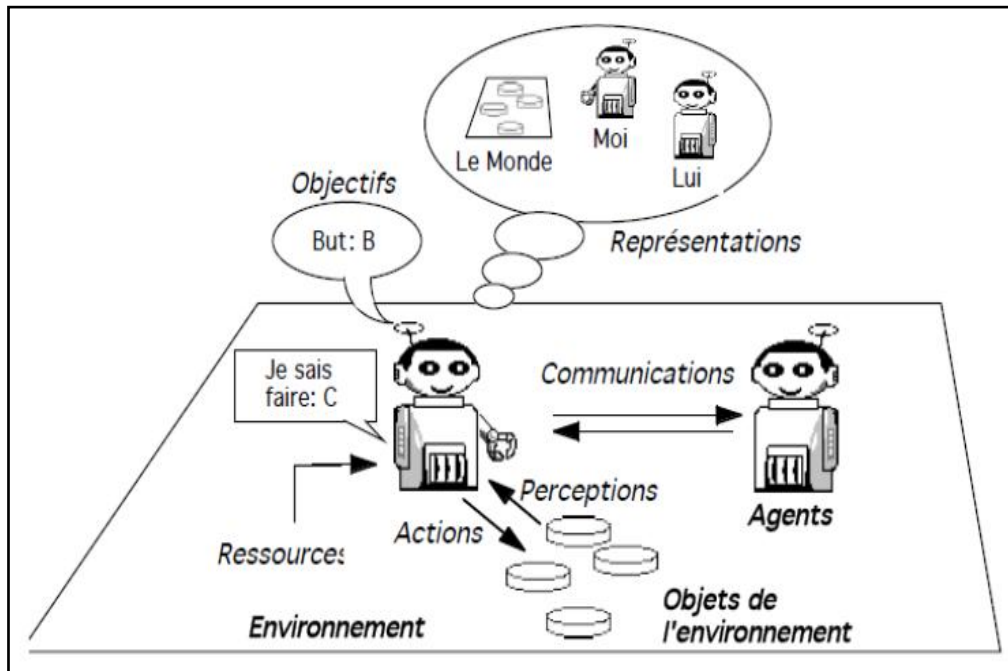 Le Monde
Moi
Lui
Objectifs
But: B
Représentations
Je sais
faire: C
Communications
Perceptions
Actions
Ressources
Agents
Environnement
Objets de
l'environnement